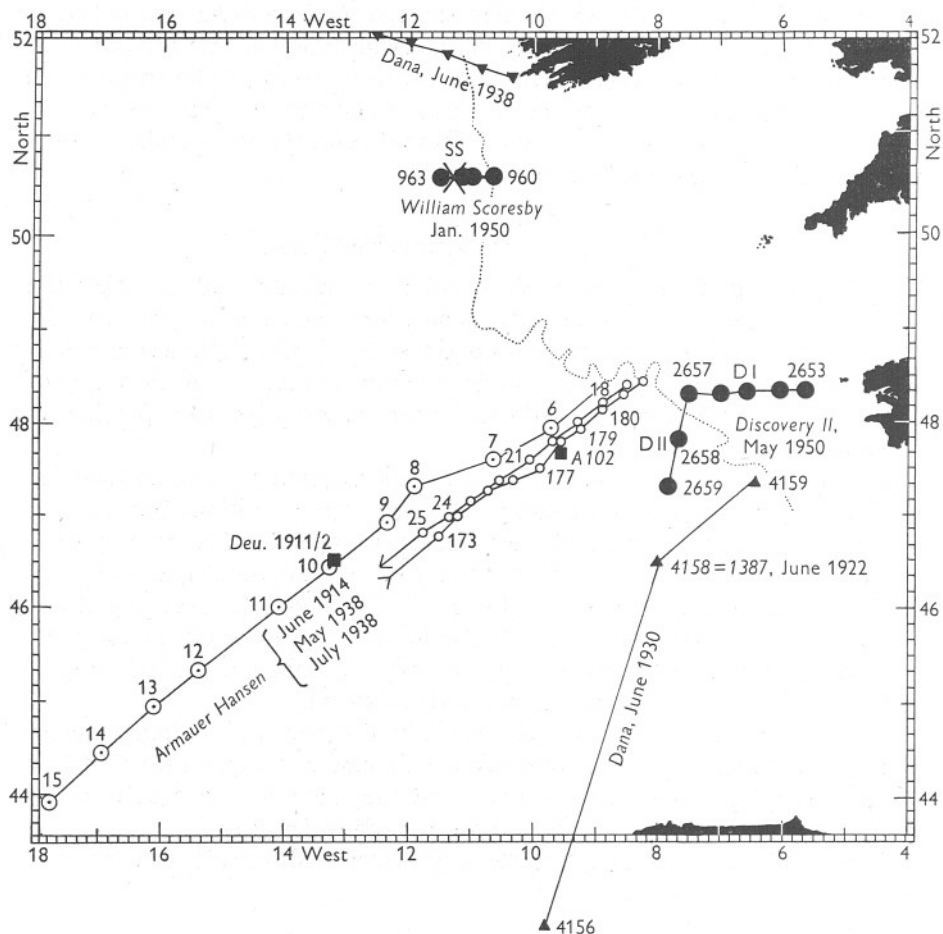 18 West 12 10 8 6 4
52 52
North North
Dana, June 1938
SS
963 960
William Scoresby
Jan. 1950
50 50
2657 D I 2653
18
6 180
48 48
7 179 Discovery II,
May 1950
D II
21 A102 2658
8 177
2659 4159
9 24
25
173
Deu. 1911/2
10 4158=1387, June 1922
46 46
11 June 1914
May 1938
July 1938
12
Armauer Hansen
13 Dana, June 1930
14
15
44 44
18 16 14 West 10 8 6 4
4156